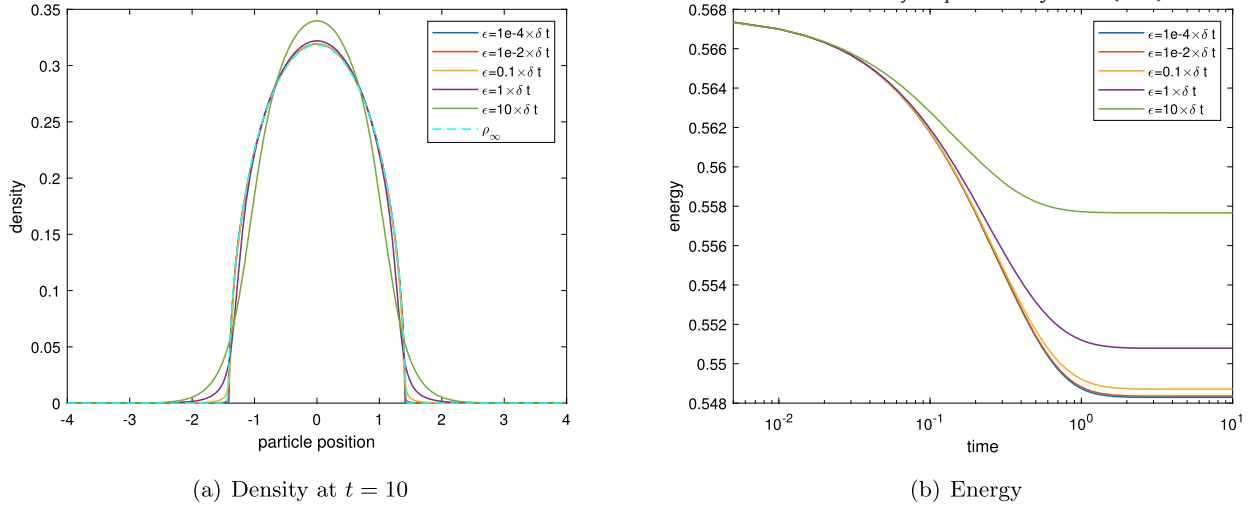 0.35
0.3
0.25
0.2
0.15
0.1
0.05
0
density
-4 -3 -2 -1 0 1 2 3 4
particle position
ϵ=1e-4×δ t
ϵ=1e-2×δ t
ϵ=0.1×δ t
ϵ=1×δ t
ϵ=10×δ t
ρ∞
(a) Density at t = 10
0.568
0.566
0.564
0.562
0.56
0.558
0.556
0.554
0.552
0.55
0.548
energy
10⁻² 10⁻¹ 10⁰ 10¹
time
ϵ=1e-4×δ t
ϵ=1e-2×δ t
ϵ=0.1×δ t
ϵ=1×δ t
ϵ=10×δ t
(b) Energy